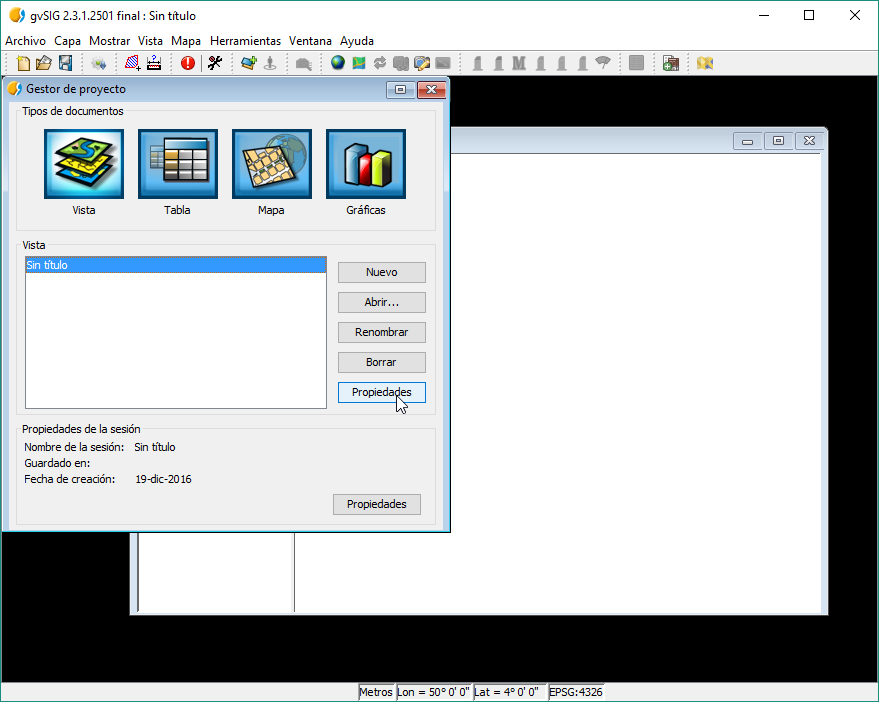 gvSIG 2.3.1.2501 final : Sin título
Archivo Capa Mostrar Vista Mapa Herramientas Ventana Ayuda
Gestor de proyecto
Tipos de documentos
Vista Tabla Mapa Gráficas
Vista
Sin título
Nuevo
Abrir...
Renombrar
Borrar
Propiedades
Propiedades de la sesión
Nombre de la sesión: Sin título
Guardado en:
Fecha de creación: 19-dic-2016
Propiedades
Metros Lon = 50° 0' 0" Lat = 4° 0' 0" EPSG:4326